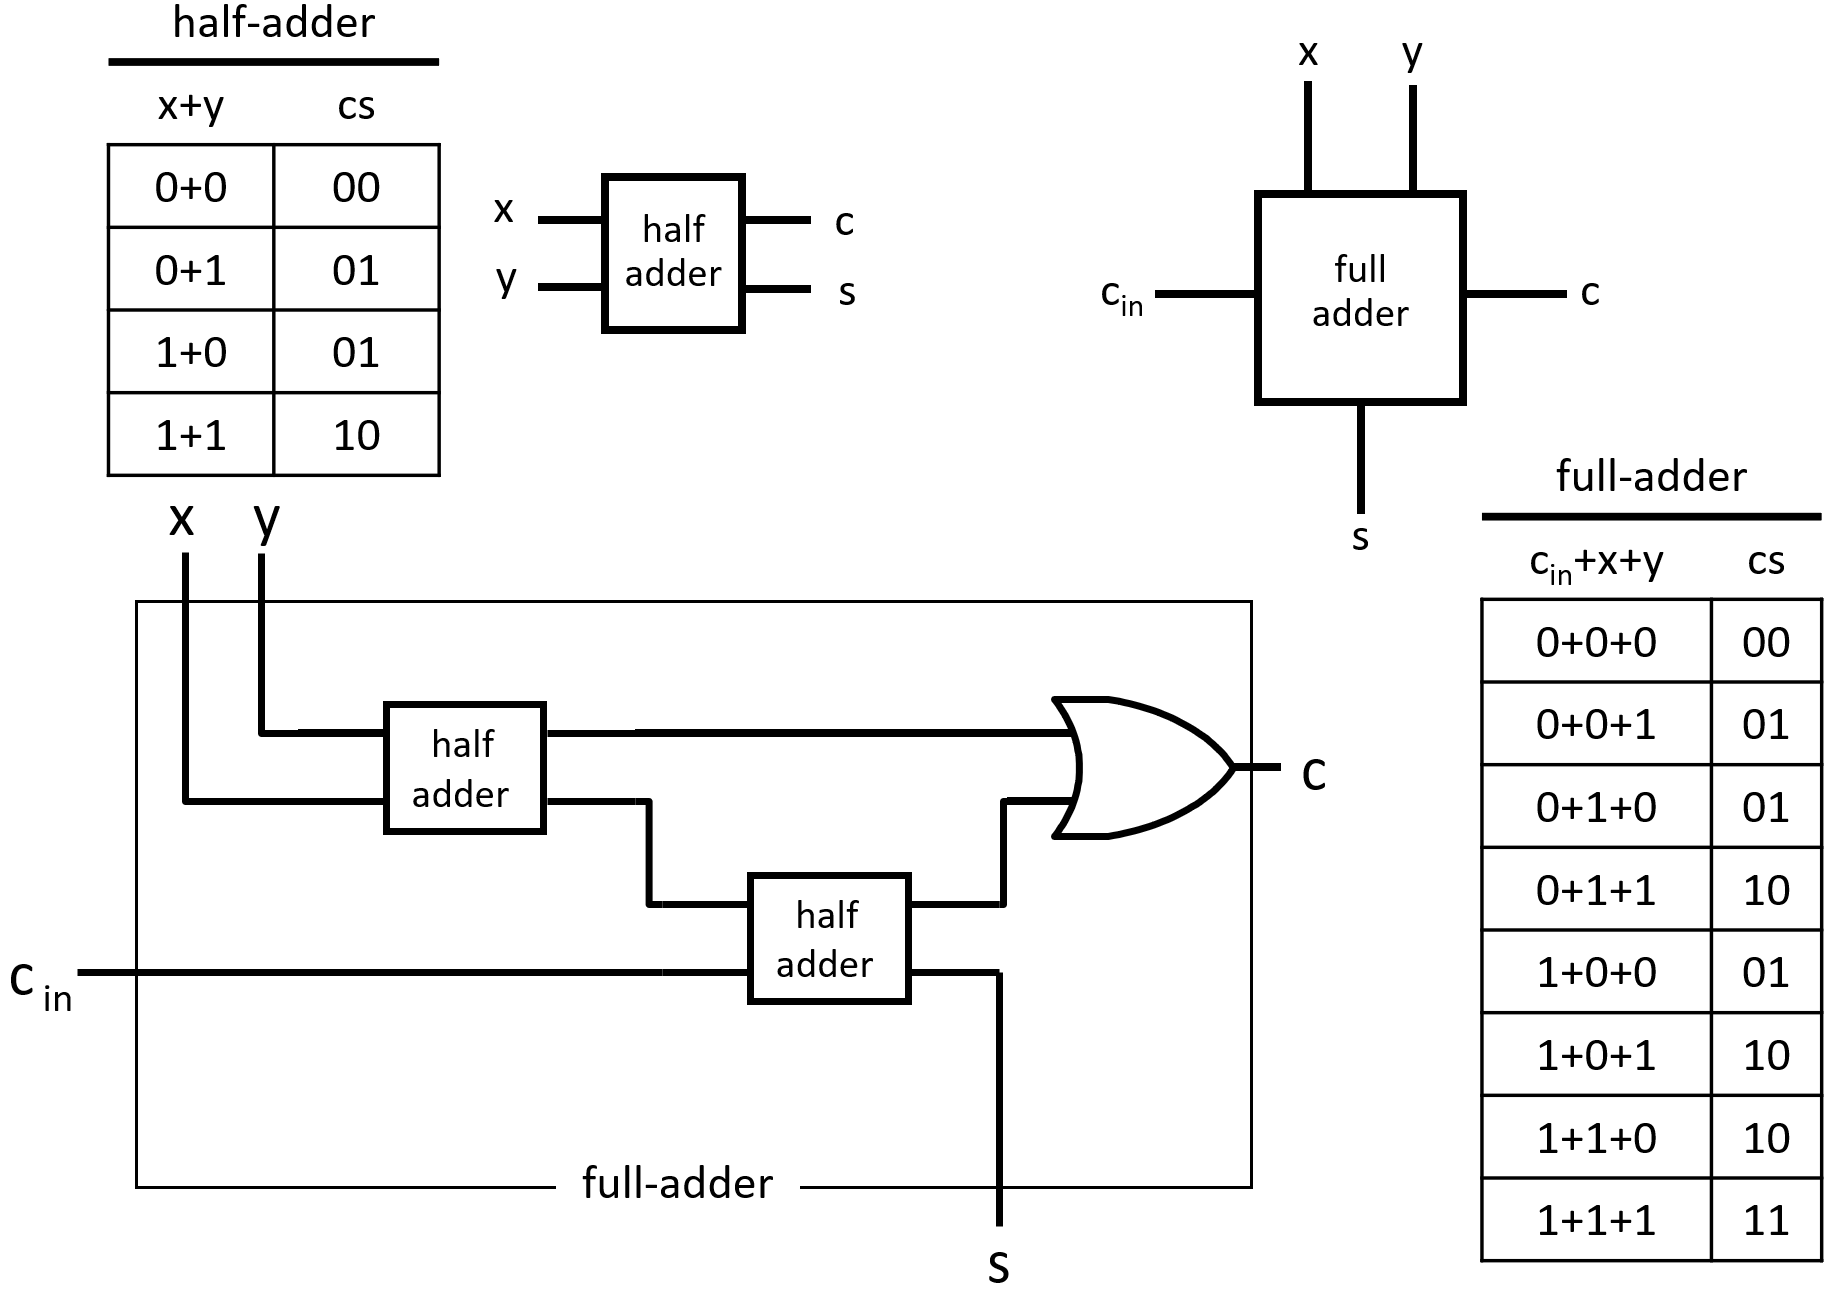 half-adder
x+y cs
0+0 00
0+1 01
1+0 01
1+1 10
x
y
half
adder
c
s
x y
c in
full
adder
c
s
x y
half
adder
half
adder
c in
c
s
full-adder
full-adder
c in+x+y cs
0+0+0 00
0+0+1 01
0+1+0 01
0+1+1 10
1+0+0 01
1+0+1 10
1+1+0 10
1+1+1 11